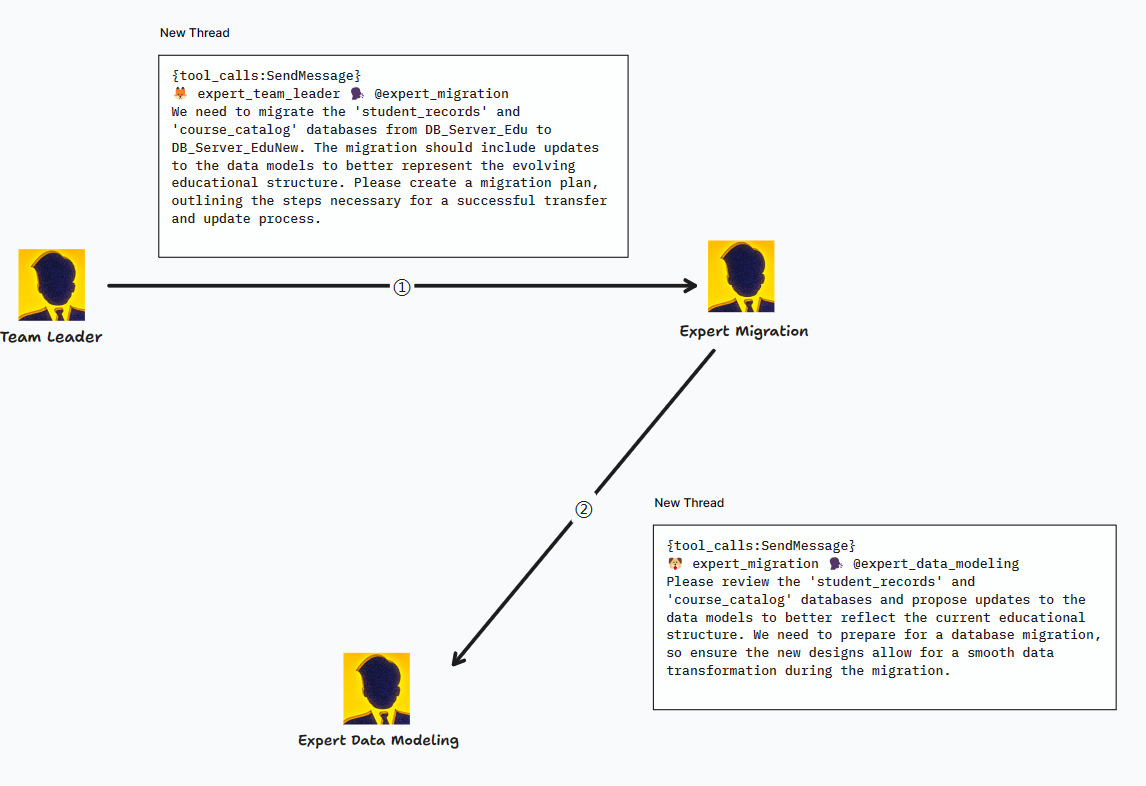 New Thread
{tool_calls:SendMessage}
🦊 expert_team_leader 🗣 @expert_migration
We need to migrate the 'student_records' and
'course_catalog' databases from DB_Server_Edu to
DB_Server_EduNew. The migration should include updates
to the data models to better represent the evolving
educational structure. Please create a migration plan,
outlining the steps necessary for a successful transfer
and update process.
①
Team Leader
Expert Migration
②
New Thread
{tool_calls:SendMessage}
🐶 expert_migration 🗣 @expert_data_modeling
Please review the 'student_records' and
'course_catalog' databases and propose updates to the
data models to better reflect the current educational
structure. We need to prepare for a database migration,
so ensure the new designs allow for a smooth data
transformation during the migration.
Expert Data Modeling